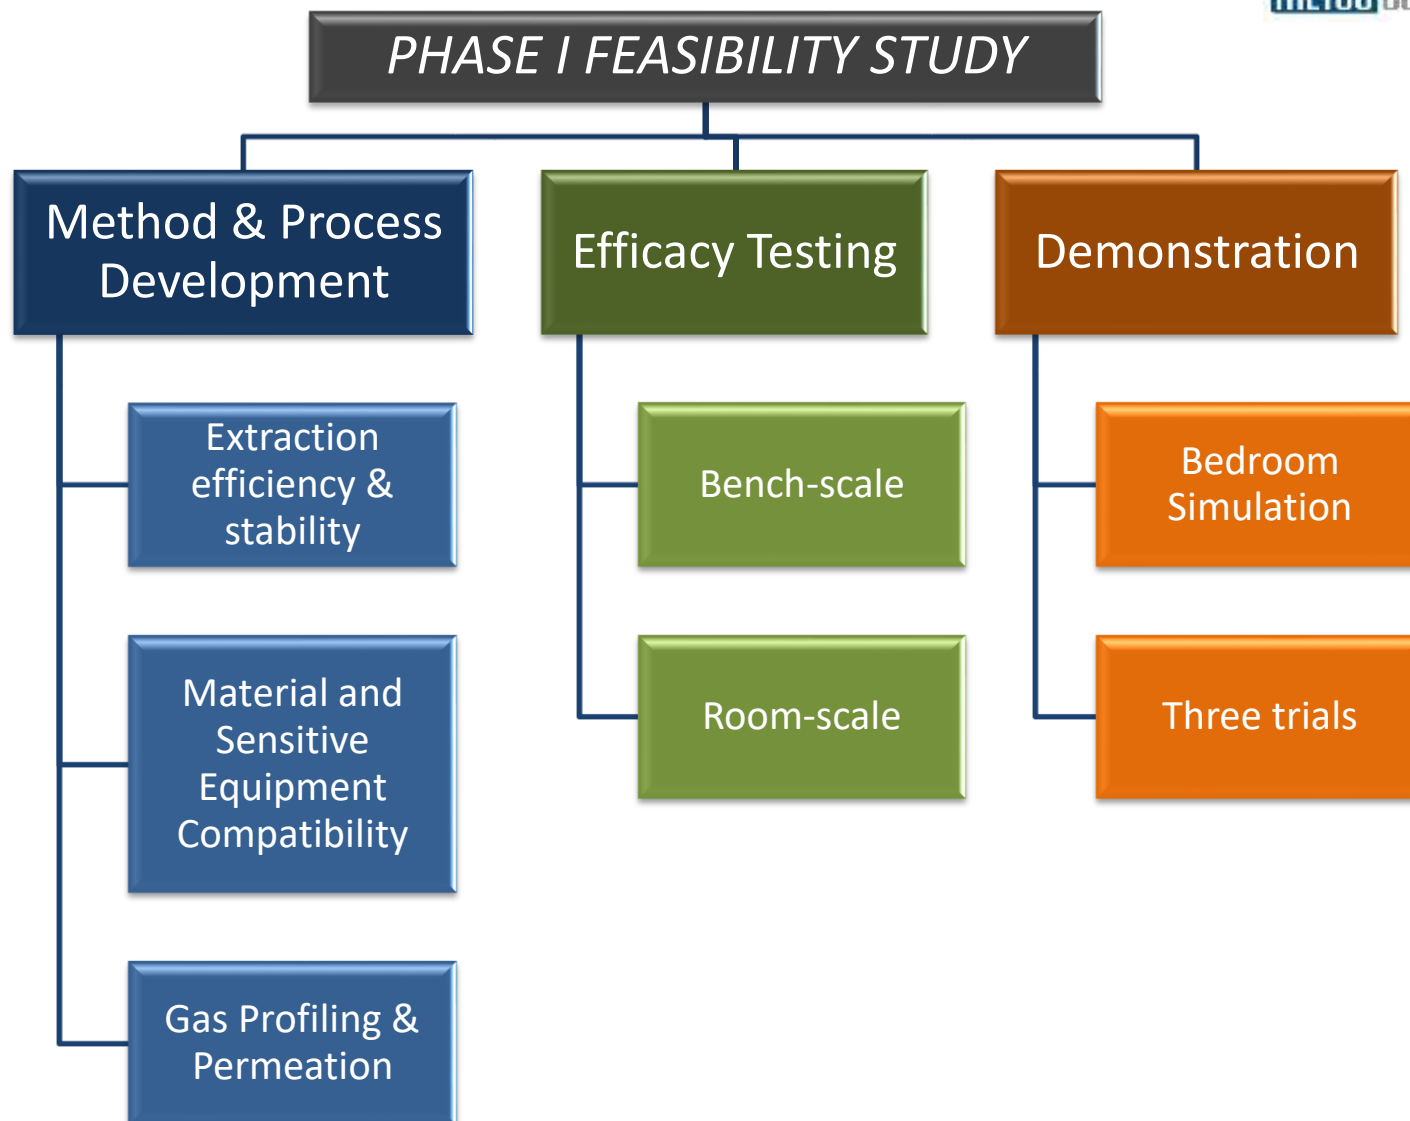 PHASE I FEASIBILITY STUDY
Method & Process
Development
Extraction
efficiency &
stability
Material and
Sensitive
Equipment
Compatibility
Gas Profiling &
Permeation
Efficacy Testing
Bench-scale
Room-scale
Demonstration
Bedroom
Simulation
Three trials